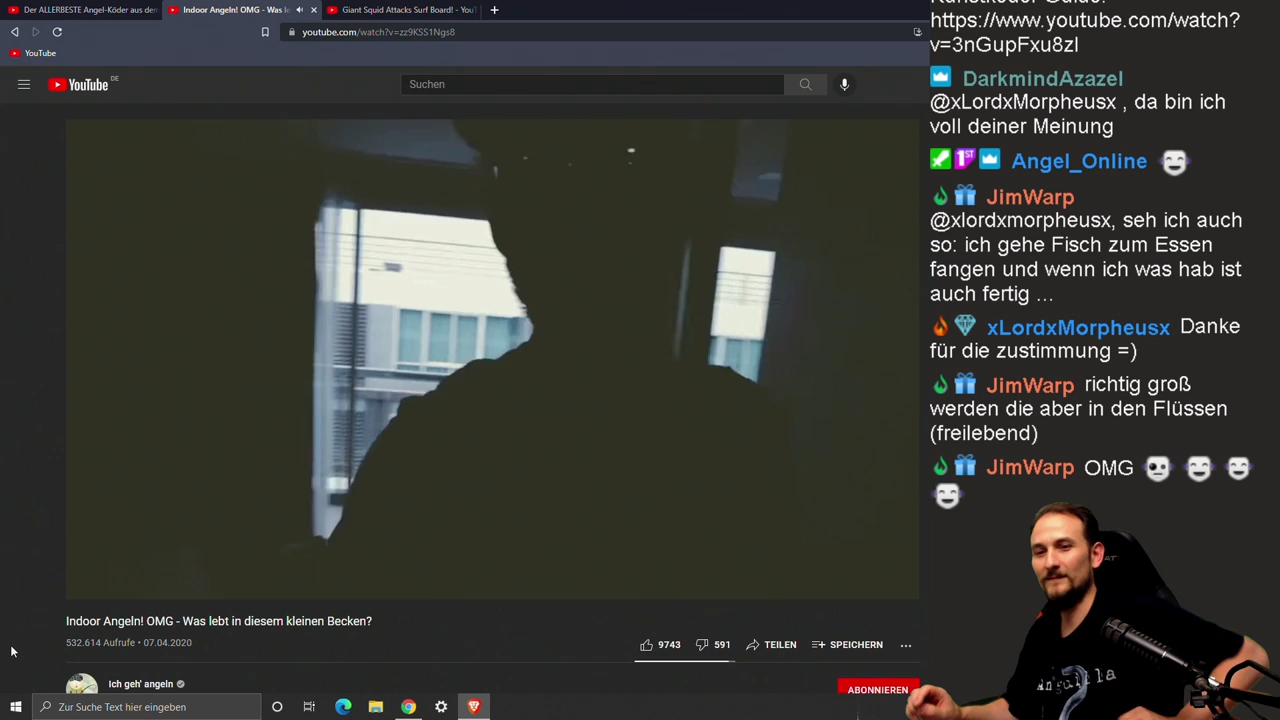 Der ALLERBESTE Angel-Köder aus dem
Indoor Angeln! OMG - Was le
Giant Squid Attacks Surf Board! - YouT
youtube.com/watch?v=zz9KSS1Ngs8
YouTube
YouTube DE
Suchen
https://www.youtube.com/watch?
v=3nGupFxu8zI
DarkmindAzazel
@xLordxMorpheusx , da bin ich
voll deiner Meinung
1ST Angel_Online
JimWarp
@xlordxmorpheusx, seh ich auch
so: ich gehe Fisch zum Essen
fangen und wenn ich was hab ist
auch fertig ...
xLordxMorpheusx Danke
für die zustimmung =)
JimWarp richtig groß
werden die aber in den Flüssen
(freilebend)
JimWarp OMG
Indoor Angeln! OMG - Was lebt in diesem kleinen Becken?
532.614 Aufrufe • 07.04.2020
9743 591 TEILEN SPEICHERN
Ich geh' angeln
ABONNIEREN
Zur Suche Text hier eingeben